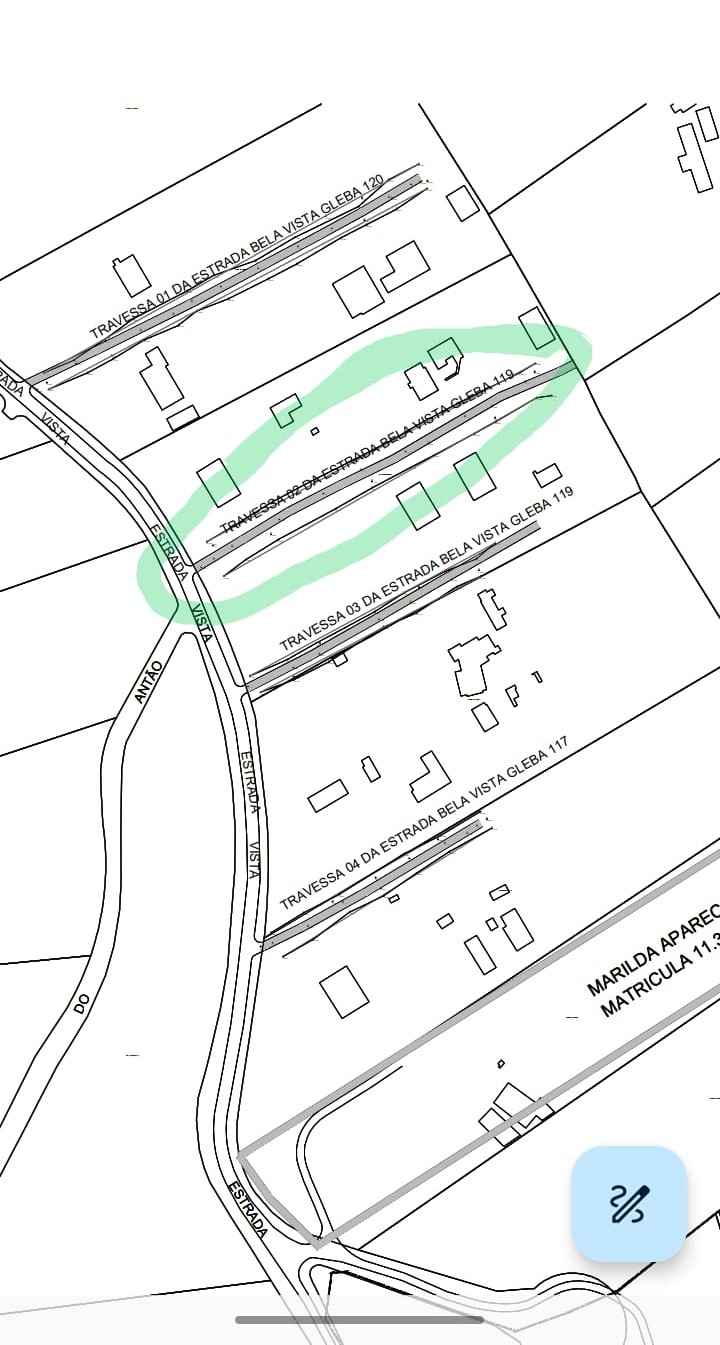 TRAVESSA 01 DA ESTRADA BELA VISTA GLEBA 120
VISTA
TRAVESSA 02 DA ESTRADA BELA VISTA GLEBA 119
ESTRADA
VISTA
TRAVESSA 03 DA ESTRADA BELA VISTA GLEBA 119
ANTÃO
ESTRADA
VISTA
TRAVESSA 04 DA ESTRADA BELA VISTA GLEBA 117
MARILDA APAREC
MATRICULA 11.3
DO
ESTRADA